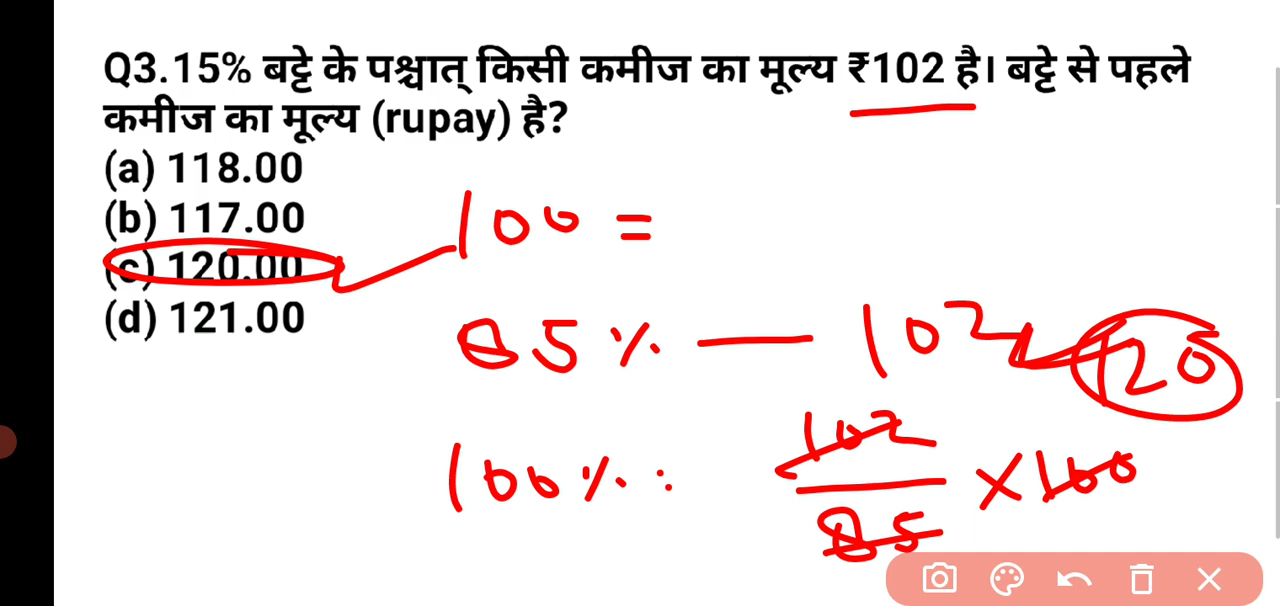 Q3.15% बट्टे के पश्चात् किसी कमीज का मूल्य ₹102 है। बट्टे से पहले
कमीज का मूल्य (rupay) है?
(a) 118.00
(b) 117.00
(c) 120.00
(d) 121.00
100 =
85 % — 102
120
100 % :
102
85
× 100